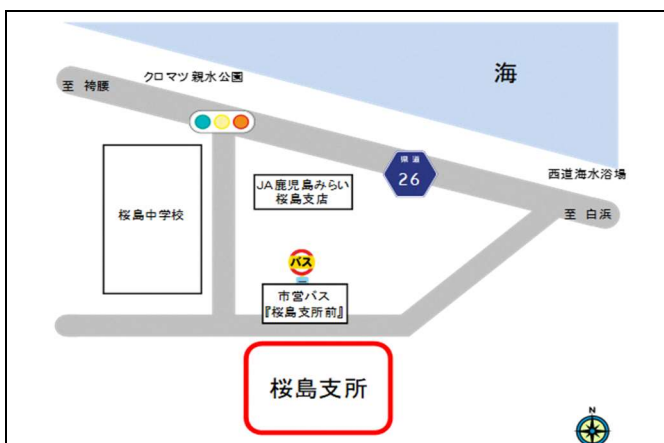 海
クロマツ親水公園
至 袴腰
県道
26
西道海水浴場
JA鹿児島みらい
桜島支店
桜島中学校
至 白浜
バス
市営バス
『桜島支所前』
桜島支所
N